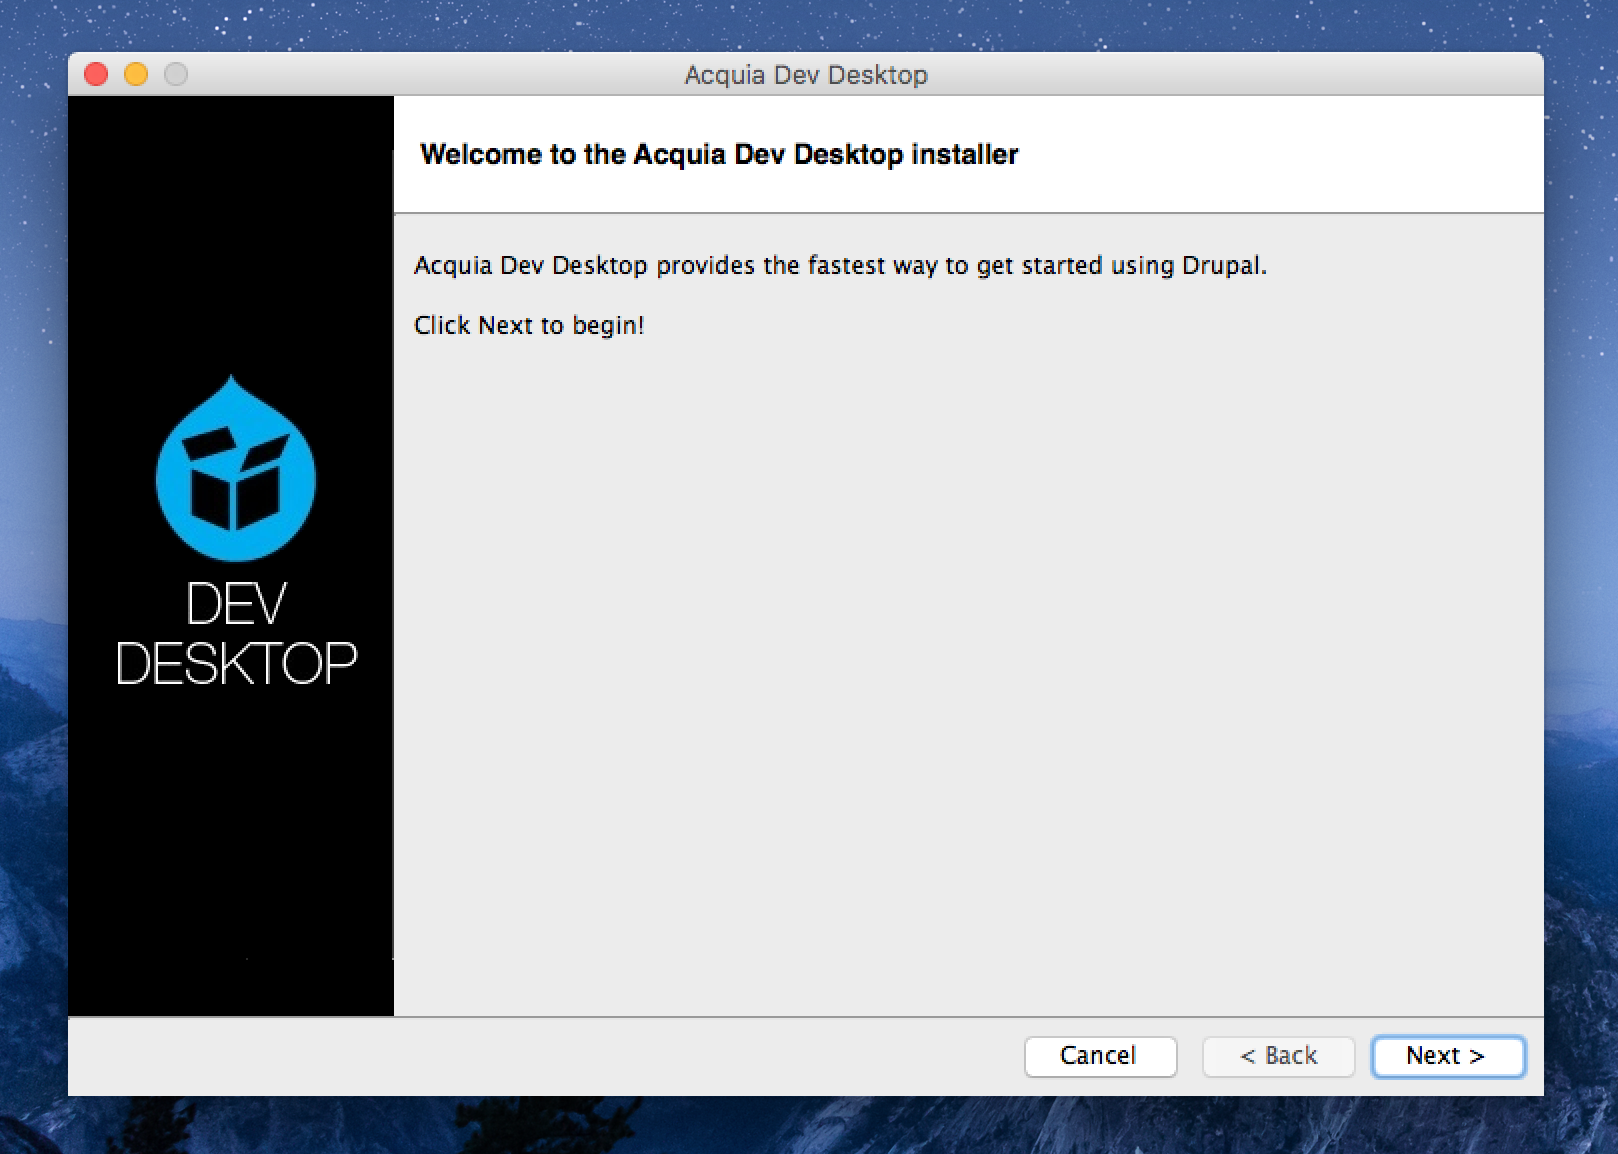 Acquia Dev Desktop
Welcome to the Acquia Dev Desktop installer
Acquia Dev Desktop provides the fastest way to get started using Drupal.
Click Next to begin!
DEV
DESKTOP
Cancel
< Back
Next >